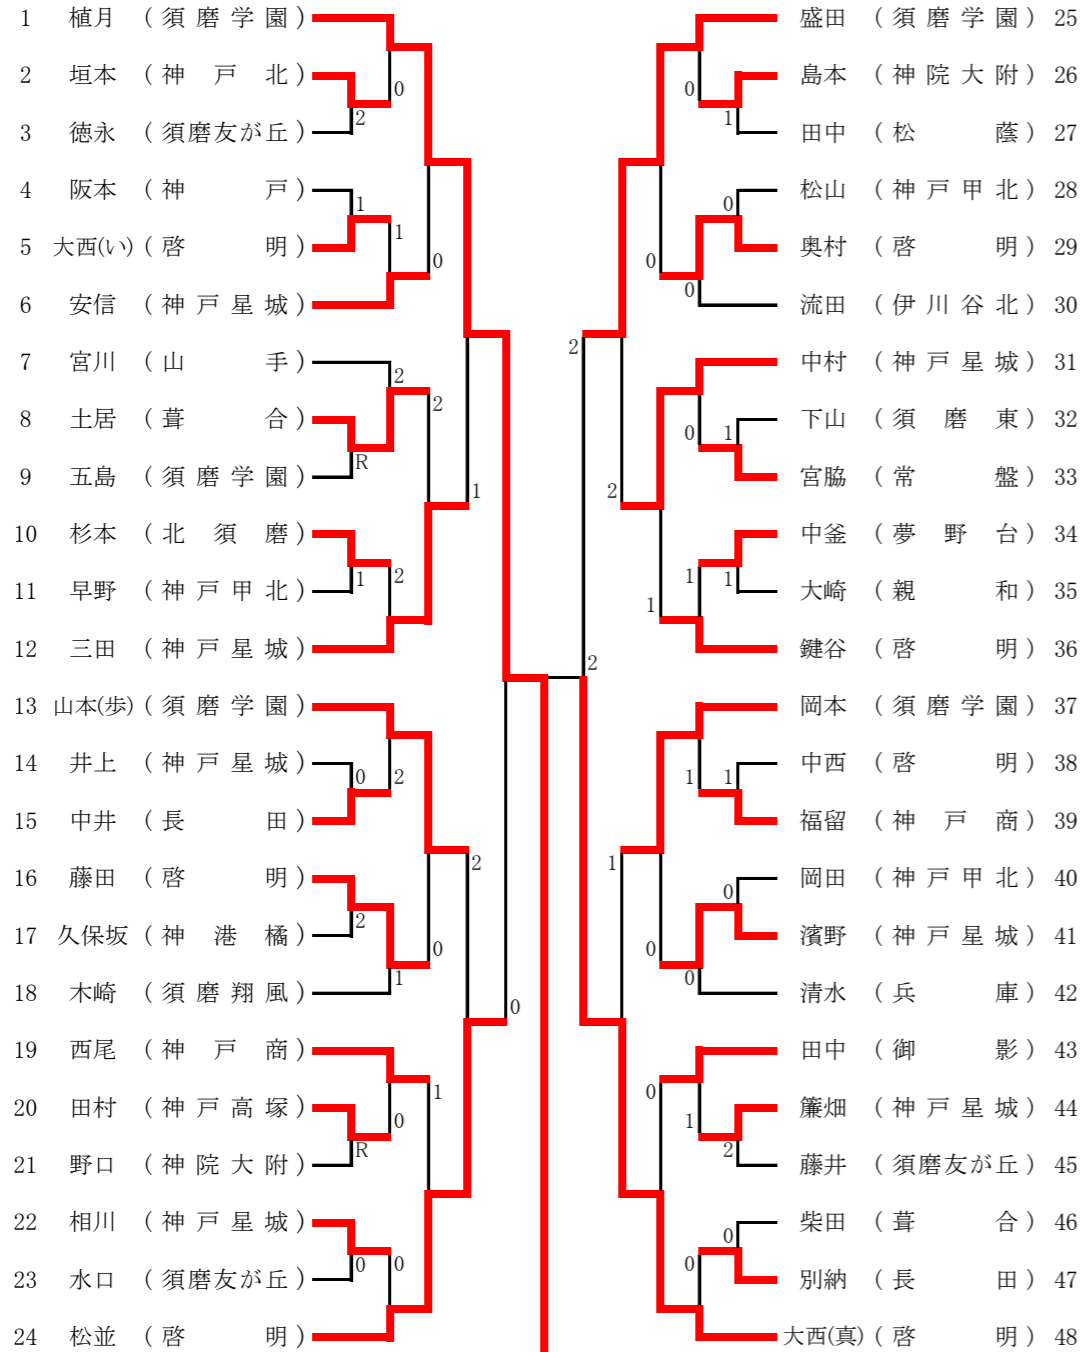 1 植月 (須磨学園)
2 垣本 (神戸北)
3 徳永 (須磨友が丘)
4 阪本 (神戸)
5 大西(い) (啓明)
6 安信 (神戸星城)
7 宮川 (山手)
8 土居 (葺合)
9 五島 (須磨学園)
10 杉本 (北須磨)
11 早野 (神戸甲北)
12 三田 (神戸星城)
13 山本(歩) (須磨学園)
14 井上 (神戸星城)
15 中井 (長田)
16 藤田 (啓明)
17 久保坂 (神港橘)
18 木崎 (須磨翔風)
19 西尾 (神戸商)
20 田村 (神戸高塚)
21 野口 (神院大附)
22 相川 (神戸星城)
23 水口 (須磨友が丘)
24 松並 (啓明)
0
2
1
1
0
2
2
R
1
1
2
0
2
2
2
0
1
0
1
0
R
0
0
盛田 (須磨学園) 25
島本 (神院大附) 26
田中 (松蔭) 27
松山 (神戸甲北) 28
奥村 (啓明) 29
流田 (伊川谷北) 30
中村 (神戸星城) 31
下山 (須磨東) 32
宮脇 (常盤) 33
中釜 (夢野台) 34
大崎 (親和) 35
鍵谷 (啓明) 36
岡本 (須磨学園) 37
中西 (啓明) 38
福留 (神戸商) 39
岡田 (神戸甲北) 40
濱野 (神戸星城) 41
清水 (兵庫) 42
田中 (御影) 43
簾畑 (神戸星城) 44
藤井 (須磨友が丘) 45
柴田 (葺合) 46
別納 (長田) 47
大西(真) (啓明) 48
0
1
0
0
0
2
0
1
2
1
1
1
2
1
1
1
0
0
0
0
1
2
0
0